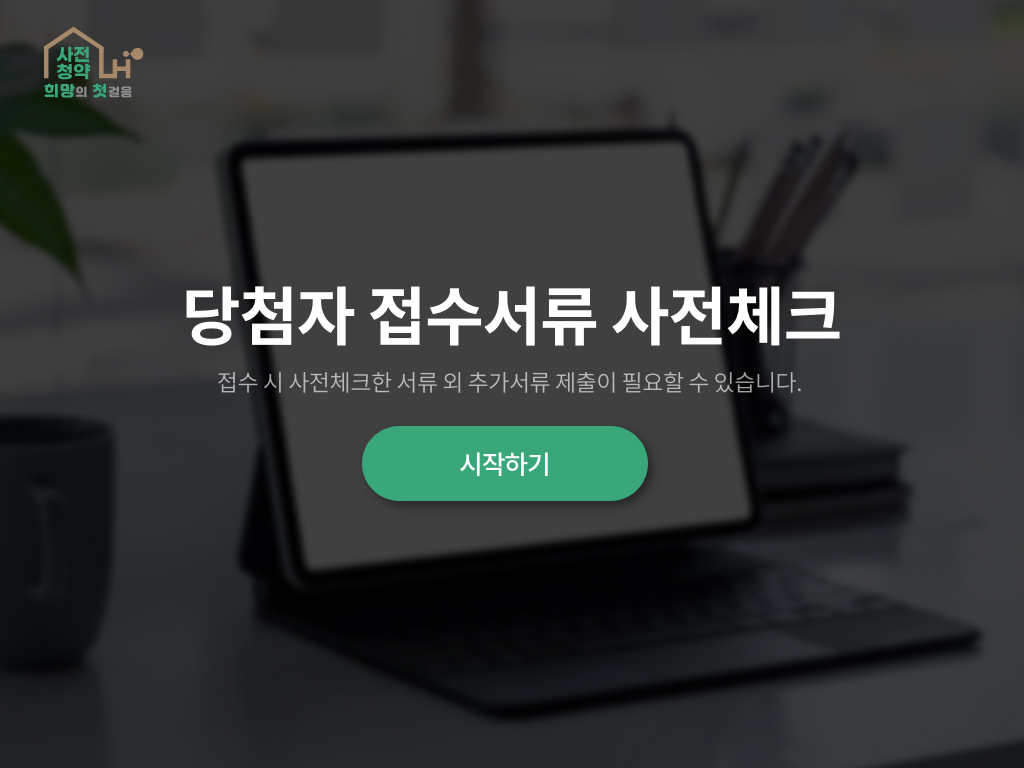 사전
청약 LH
희망의 첫걸음
당첨자 접수서류 사전체크
접수 시 사전체크한 서류 외 추가서류 제출이 필요할 수 있습니다.
시작하기